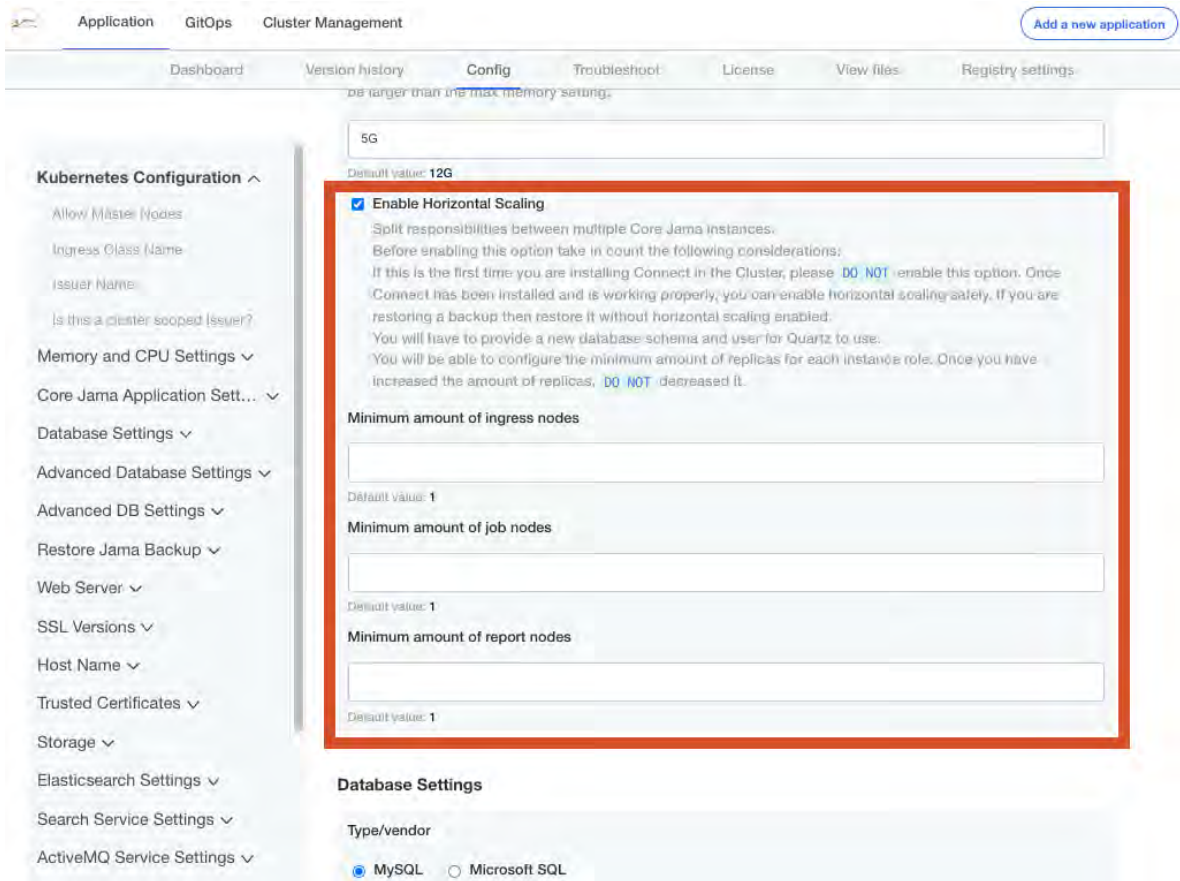 Application GitOps Cluster Management Add a new application
Dashboard Version history Config Troubleshoot License View files Registry settings
be larger than the max memory setting.
5G
Default value: 12G
Kubernetes Configuration
Allow Master Nodes
Ingress Class Name
Issuer Name
Is this a cluster scoped Issuer?
Memory and CPU Settings
Core Jama Application Sett...
Database Settings
Advanced Database Settings
Advanced DB Settings
Restore Jama Backup
Web Server
SSL Versions
Host Name
Trusted Certificates
Storage
Elasticsearch Settings
Search Service Settings
ActiveMQ Service Settings
Enable Horizontal Scaling
Split responsibilities between multiple Core Jama instances.
Before enabling this option take in count the following considerations:
If this is the first time you are installing Connect in the Cluster, please DO NOT enable this option. Once
Connect has been installed and is working properly, you can enable horizontal scaling safely. If you are
restoring a backup then restore it without horizontal scaling enabled.
You will have to provide a new database schema and user for Quartz to use.
You will be able to configure the minimum amount of replicas for each instance role. Once you have
increased the amount of replicas, DO NOT decreased it.
Minimum amount of ingress nodes
Default value: 1
Minimum amount of job nodes
Default value: 1
Minimum amount of report nodes
Default value: 1
Database Settings
Type/vendor
MySQL Microsoft SQL